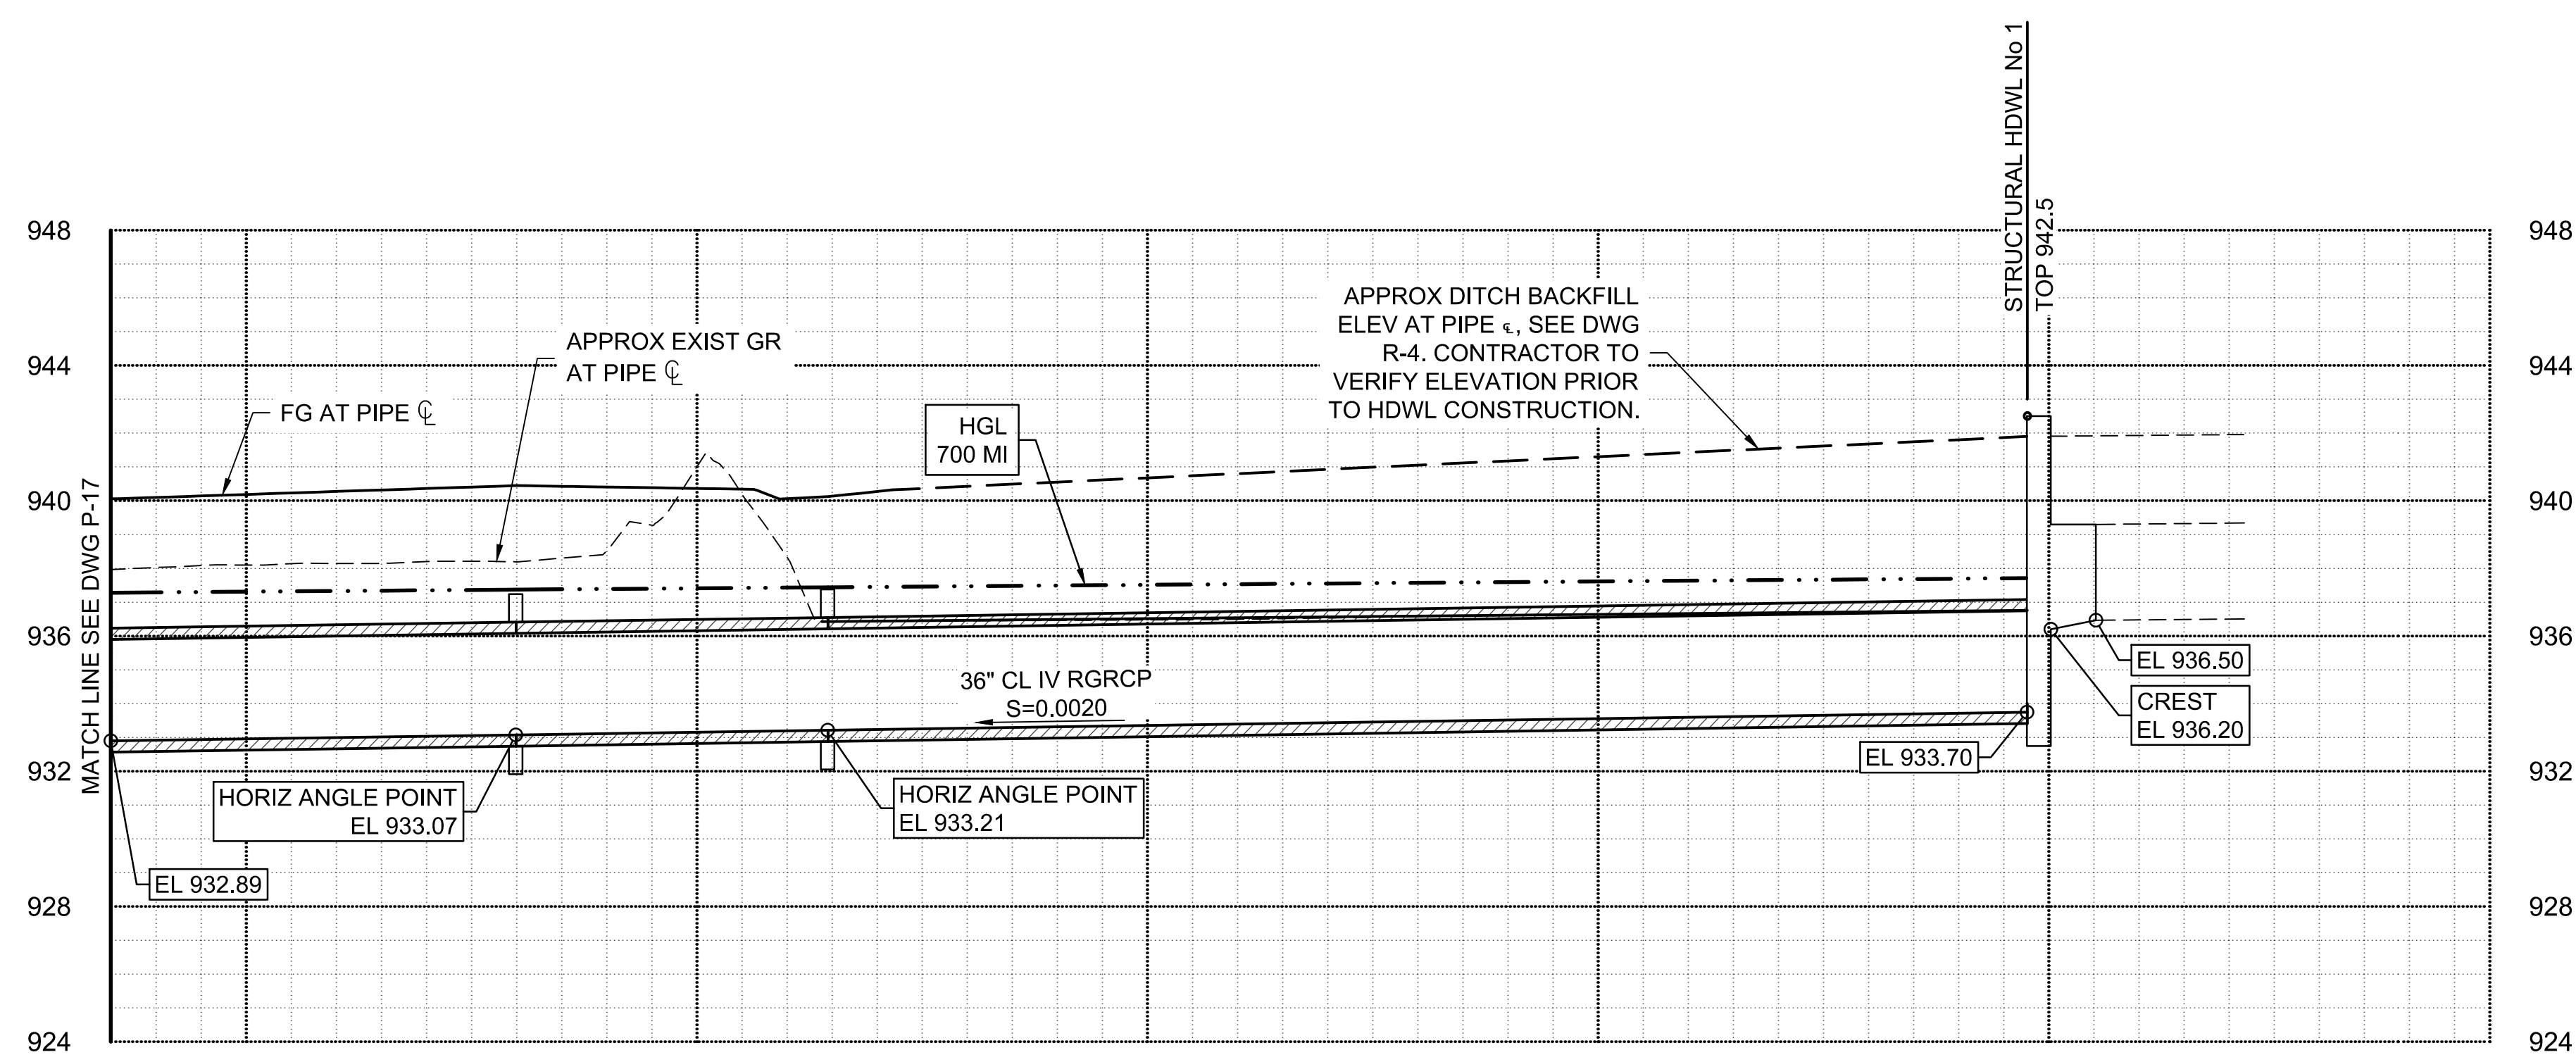 STRUCTURAL HDWL No 1
TOP 942.5
948
948
APPROX DITCH BACKFILL
ELEV AT PIPE ℄, SEE DWG
R-4. CONTRACTOR TO
VERIFY ELEVATION PRIOR
TO HDWL CONSTRUCTION.
APPROX EXIST GR
AT PIPE ℄
944
944
FG AT PIPE ℄
HGL
700 MI
940
940
MATCH LINE SEE DWG P-17
936
936
EL 936.50
36" CL IV RGRCP
S=0.0020
CREST
EL 936.20
EL 933.70
932
932
HORIZ ANGLE POINT
EL 933.07
HORIZ ANGLE POINT
EL 933.21
EL 932.89
928
928
924
924